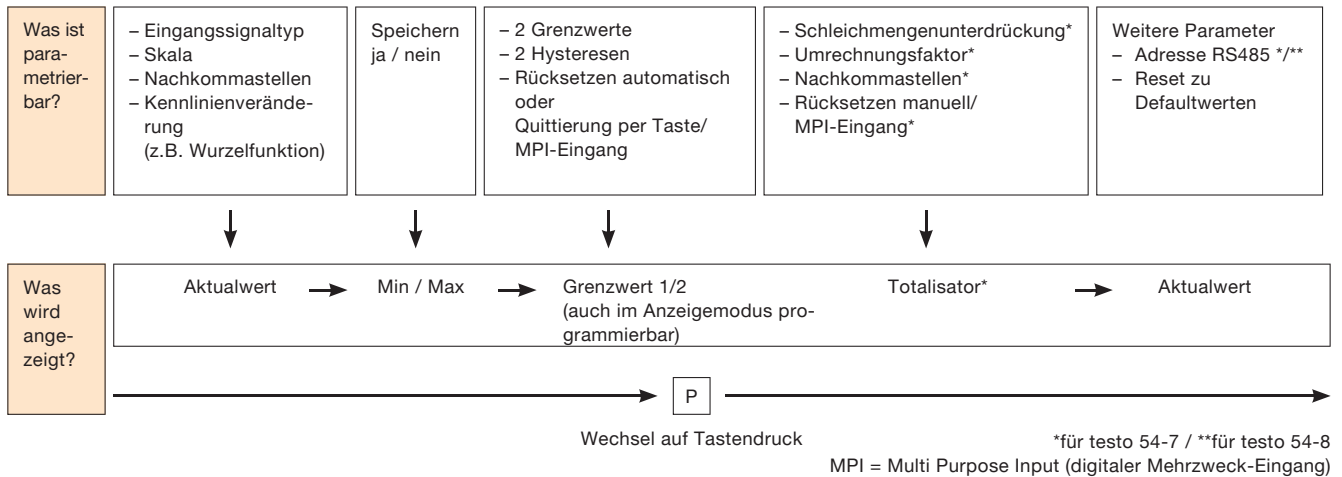 Was ist
para-
metrier-
bar?
– Eingangssignaltyp
– Skala
– Nachkommastellen
– Kennlinienverände-
rung
(z.B. Wurzelfunktion)
Speichern
ja / nein
– 2 Grenzwerte
– 2 Hysteresen
– Rücksetzen automatisch
oder
Quittierung per Taste/
MPI-Eingang
– Schleichmengenunterdrückung*
– Umrechnungsfaktor*
– Nachkommastellen*
– Rücksetzen manuell/
MPI-Eingang*
Weitere Parameter
– Adresse RS485 */**
– Reset zu
Defaultwerten
Was
wird
ange-
zeigt?
Aktualwert
Min / Max
Grenzwert 1/2
(auch im Anzeigemodus pro-
grammierbar)
Totalisator*
Aktualwert
P
Wechsel auf Tastendruck
*für testo 54-7 / **für testo 54-8
MPI = Multi Purpose Input (digitaler Mehrzweck-Eingang)